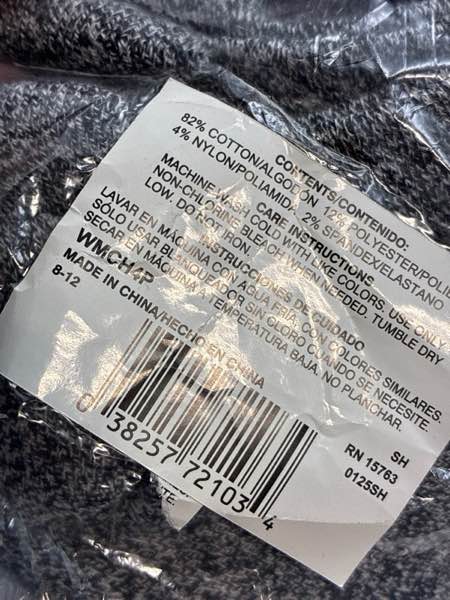 CONTENTS/CONTENIDO:
82% COTTON/ALGODÓN 12% POLYESTER/POLIE
4% NYLON/POLIAMIDA 2% SPANDEX/ELASTANO
CARE INSTRUCTIONS
MACHINE WASH COLD WITH LIKE COLORS. USE ONLY
NON-CHLORINE BLEACH WHEN NEEDED. TUMBLE DRY
LOW. DO NOT IRON.
INSTRUCCIONES DE CUIDADO
LAVAR EN MÁQUINA CON AGUA FRÍA, CON COLORES SIMILARES.
SÓLO USAR BLANQUEADOR SIN CLORO CUANDO SE NECESITE.
SECAR EN MÁQUINA A TEMPERATURA BAJA. NO PLANCHAR.
WMCH4P
MADE IN CHINA/HECHO EN CHINA
8-12
SH
RN 15763
0125SH
0 38257 72103 4
TE.